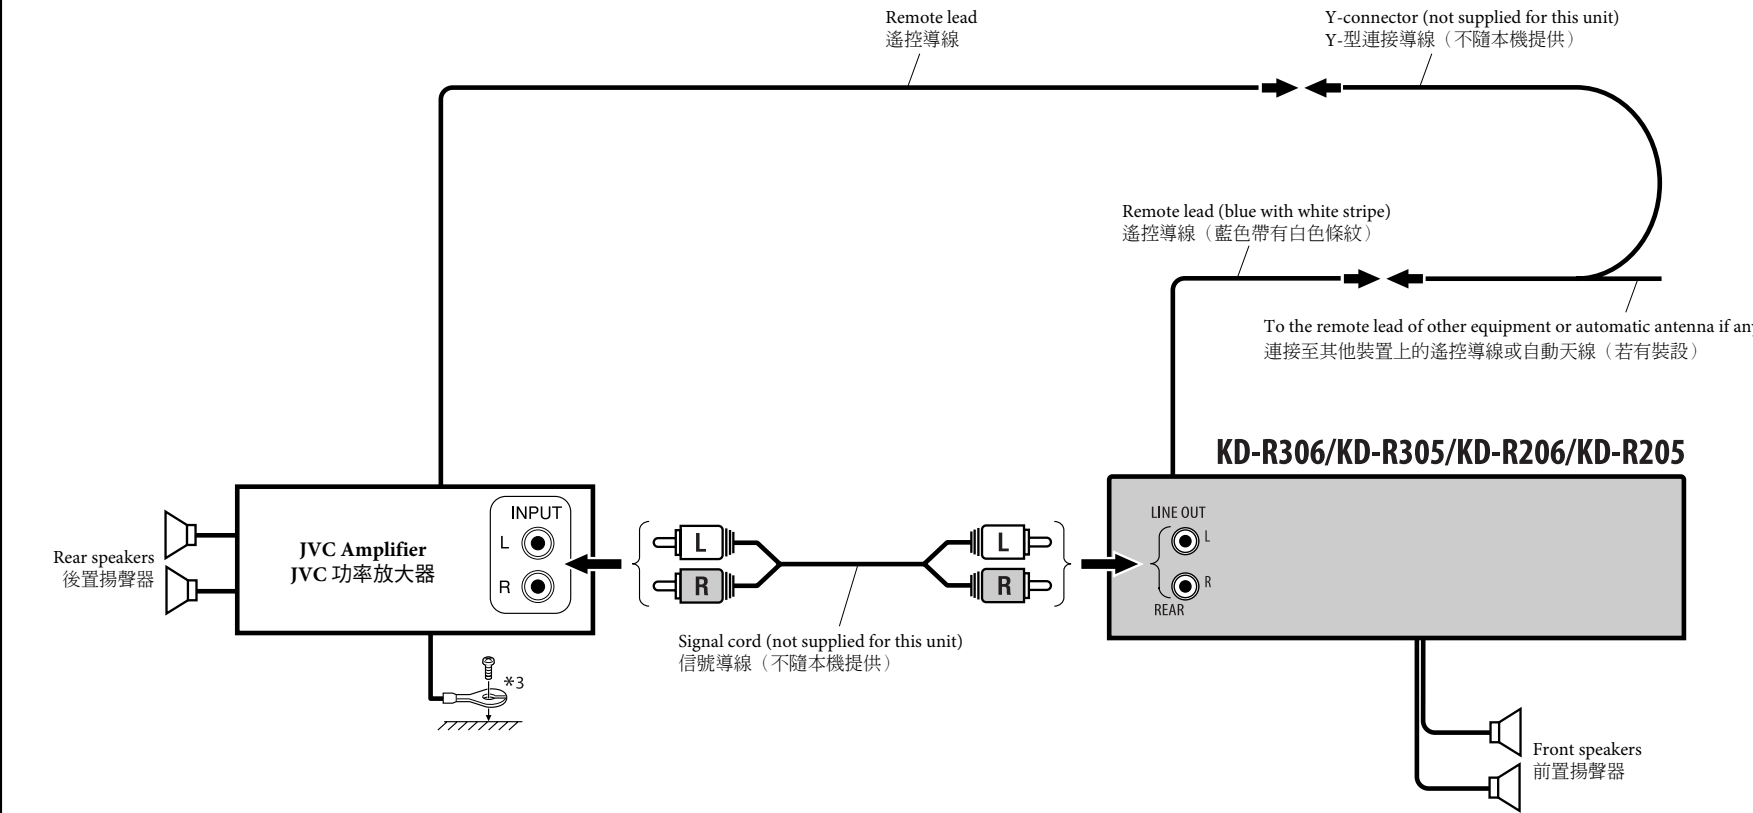 Remote lead
遙控導線
Y-connector (not supplied for this unit)
Y-型連接導線（不隨本機提供）
Remote lead (blue with white stripe)
遙控導線（藍色帶有白色條紋）
To the remote lead of other equipment or automatic antenna if any
連接至其他裝置上的遙控導線或自動天線（若有裝設）
KD-R306/KD-R305/KD-R206/KD-R205
Rear speakers
後置揚聲器
JVC Amplifier
JVC 功率放大器
INPUT
L
R
L
R
L
R
LINE OUT
L
R
REAR
Signal cord (not supplied for this unit)
信號導線（不隨本機提供）
*3
Front speakers
前置揚聲器